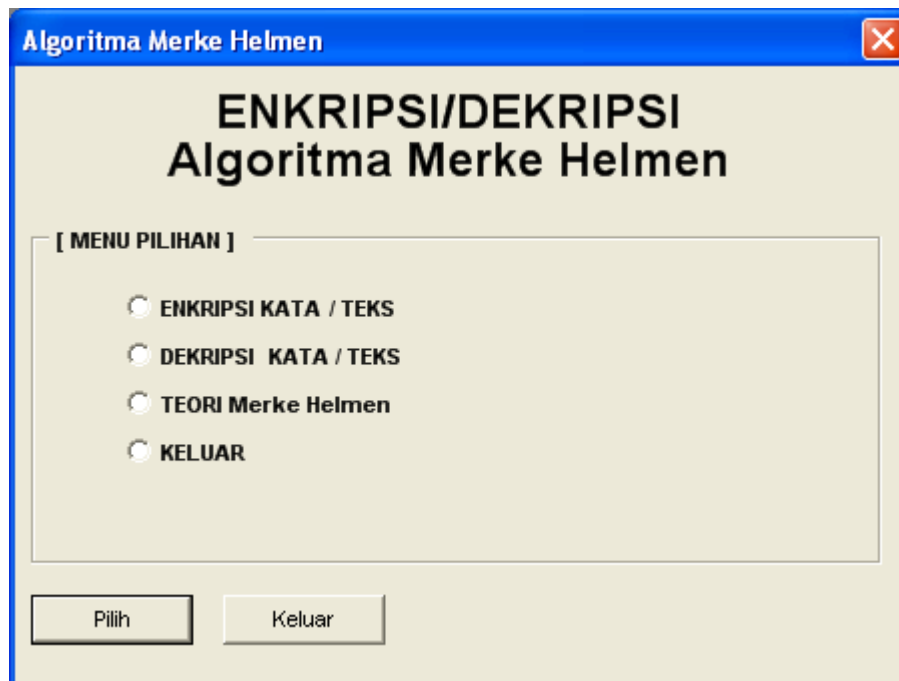 Algoritma Merke Helmen
ENKRIPSI/DEKRIPSI
Algoritma Merke Helmen
[ MENU PILIHAN ]
ENKRIPSI KATA / TEKS
DEKRIPSI KATA / TEKS
TEORI Merke Helmen
KELUAR
Pilih
Keluar